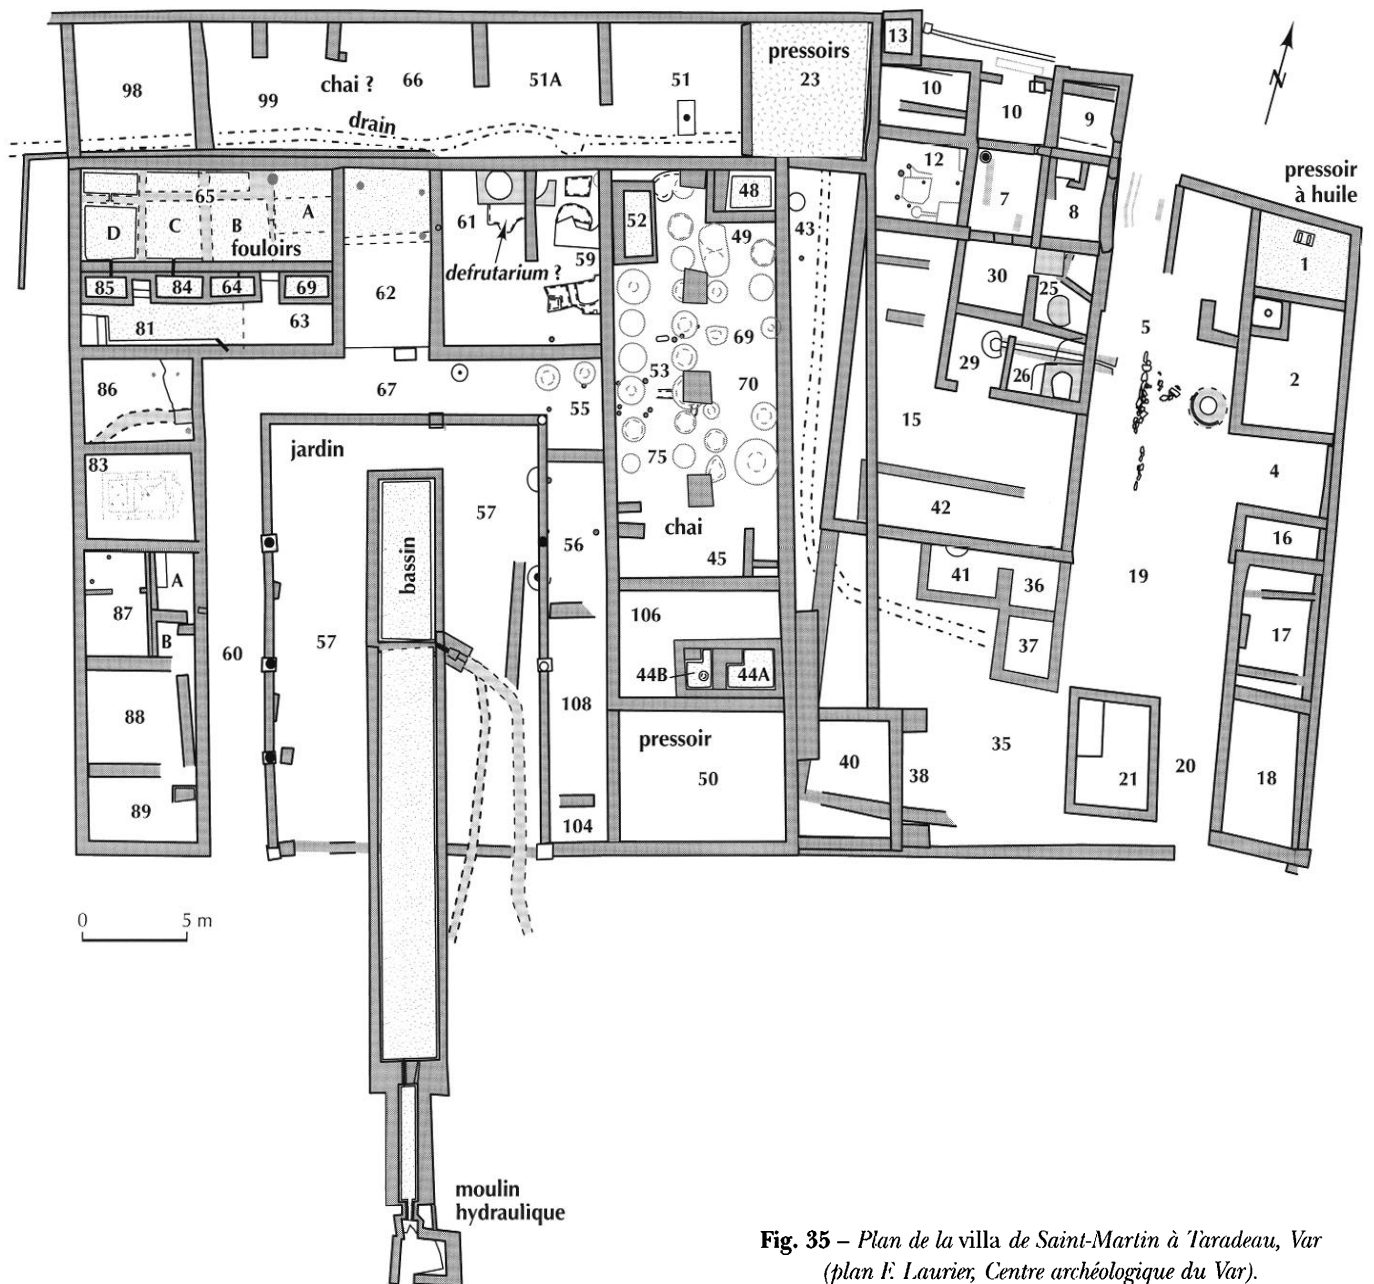 98
99
chai ?
66
51A
51
pressoirs
23
drain
13
10
10
9
12
7
8
N
pressoir
à huile
1
65
D
C
B
A
fouloirs
61
defrutarium ?
59
52
48
49
43
85
84
64
69
62
63
81
69
53
70
75
30
25
29
26
5
2
86
67
55
15
83
jardin
57
bassin
56
chai
45
42
4
16
41
36
19
37
17
87
A
B
60
57
106
44B
44A
108
88
89
104
pressoir
50
40
38
35
21
20
18
0 5 m
moulin
hydraulique
Fig. 35 – Plan de la villa de Saint-Martin à Taradeau, Var
(plan F. Laurier, Centre archéologique du Var).